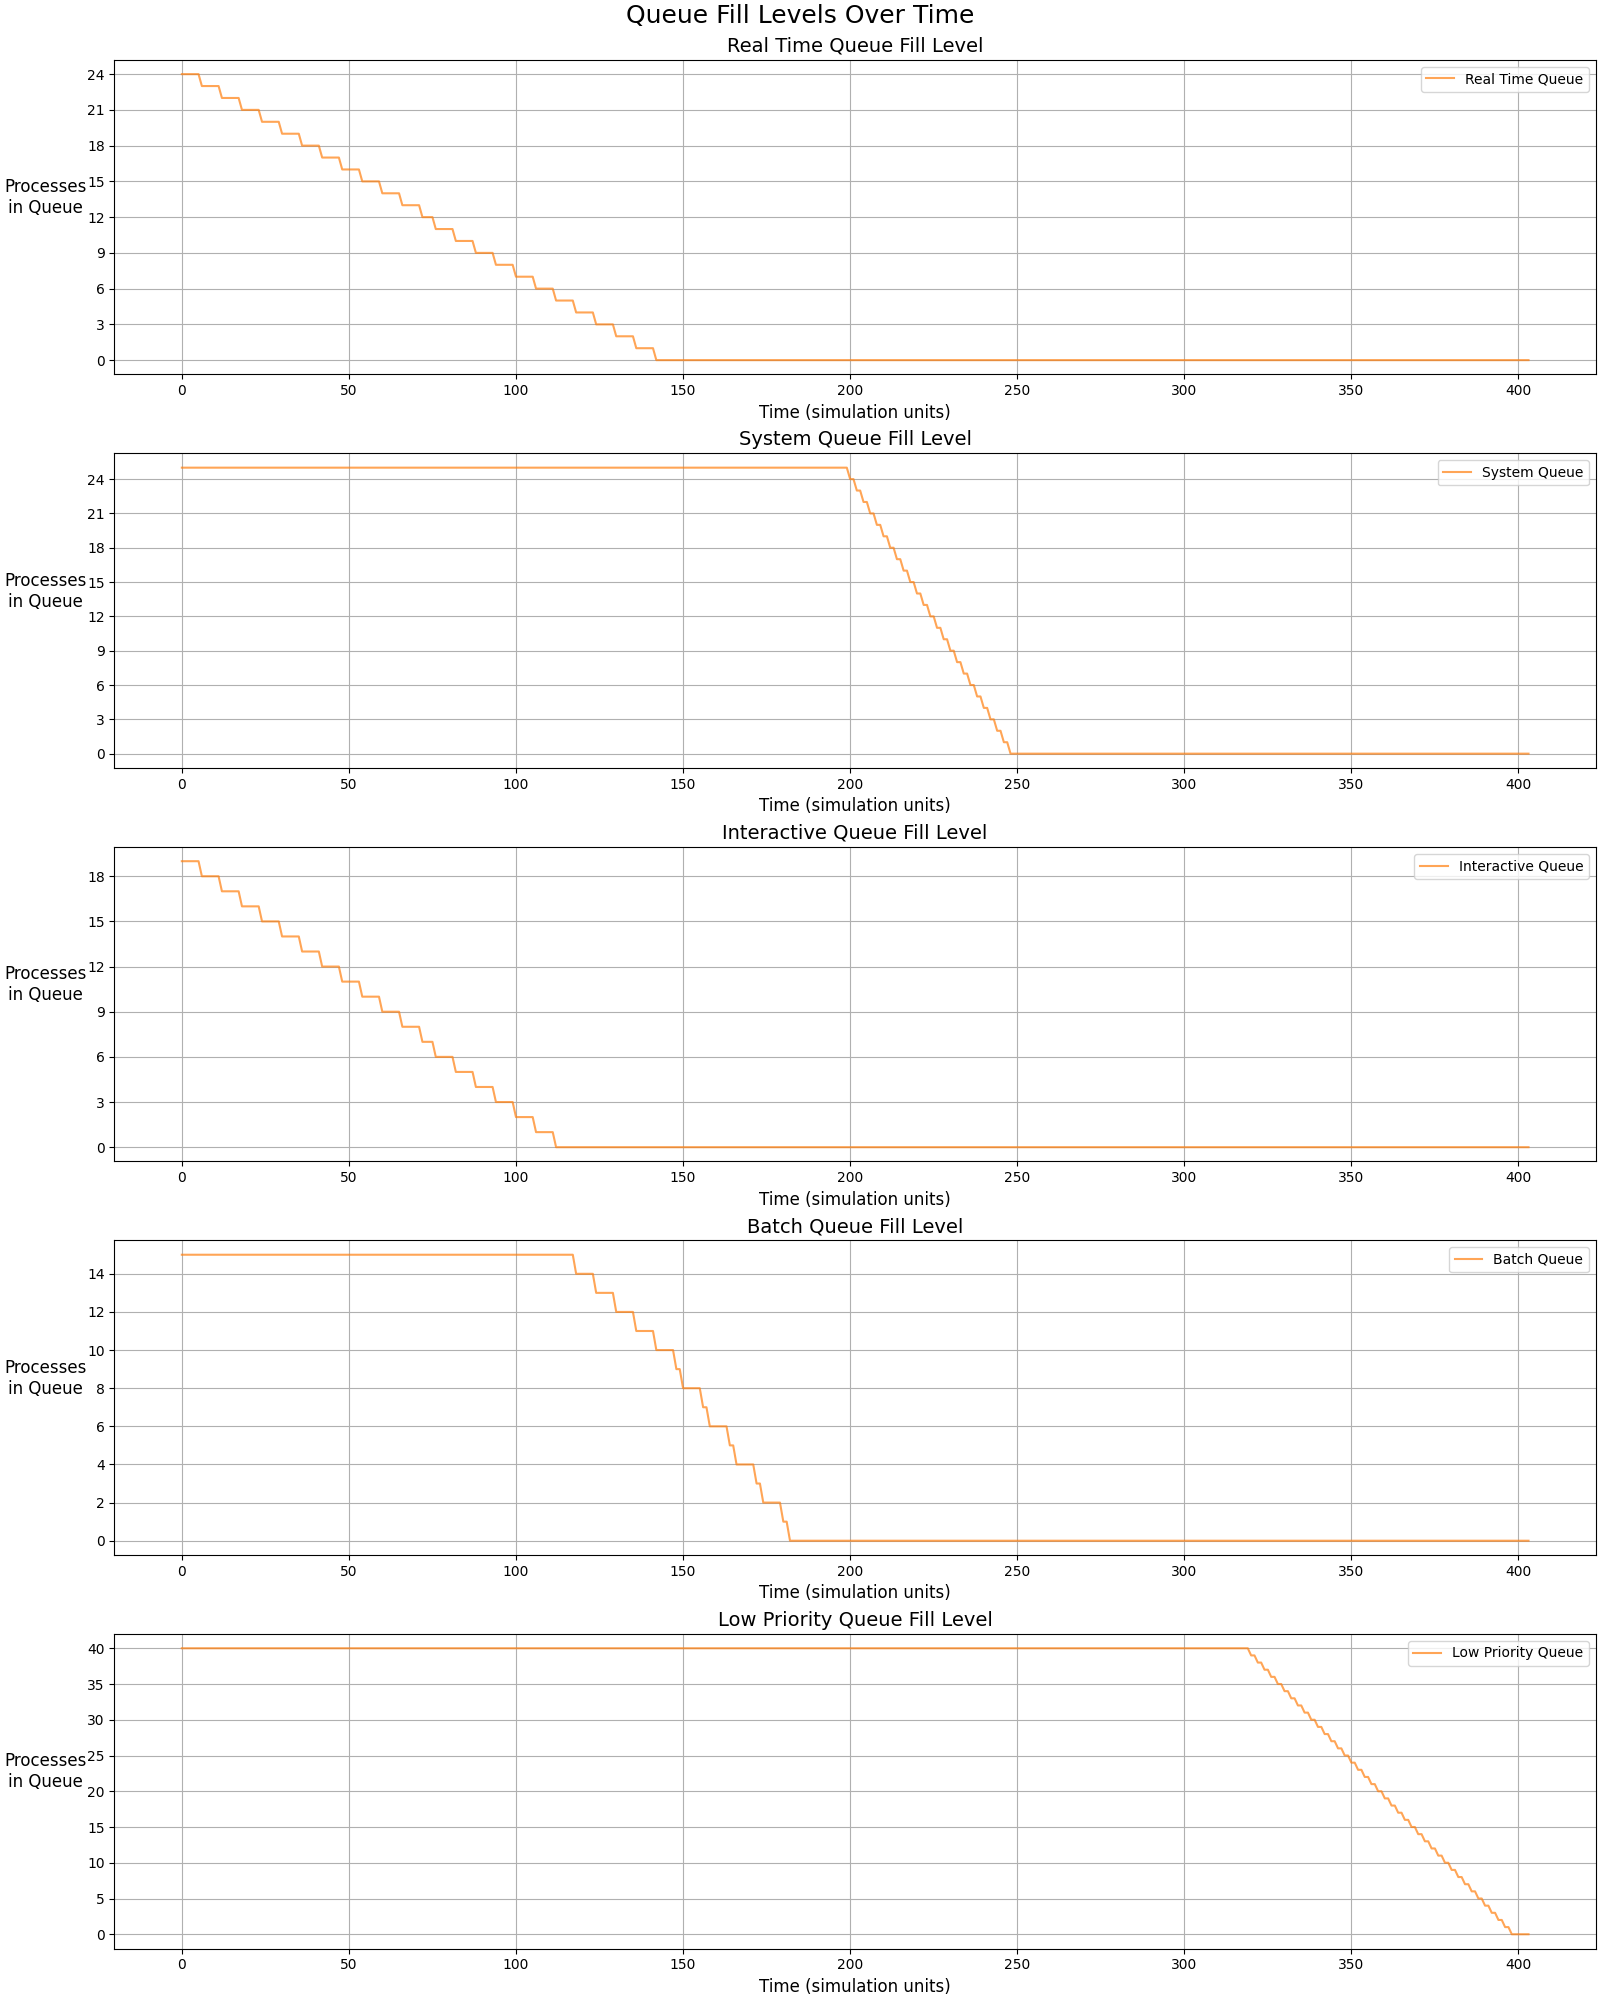 Queue Fill Levels Over Time
Real Time Queue Fill Level
Real Time Queue
Processes
in Queue
24
21
18
15
12
9
6
3
0
0 50 100 150 200 250 300 350 400
Time (simulation units)
System Queue Fill Level
System Queue
Processes
in Queue
24
21
18
15
12
9
6
3
0
0 50 100 150 200 250 300 350 400
Time (simulation units)
Interactive Queue Fill Level
Interactive Queue
Processes
in Queue
18
15
12
9
6
3
0
0 50 100 150 200 250 300 350 400
Time (simulation units)
Batch Queue Fill Level
Batch Queue
Processes
in Queue
14
12
10
8
6
4
2
0
0 50 100 150 200 250 300 350 400
Time (simulation units)
Low Priority Queue Fill Level
Low Priority Queue
Processes
in Queue
40
35
30
25
20
15
10
5
0
0 50 100 150 200 250 300 350 400
Time (simulation units)